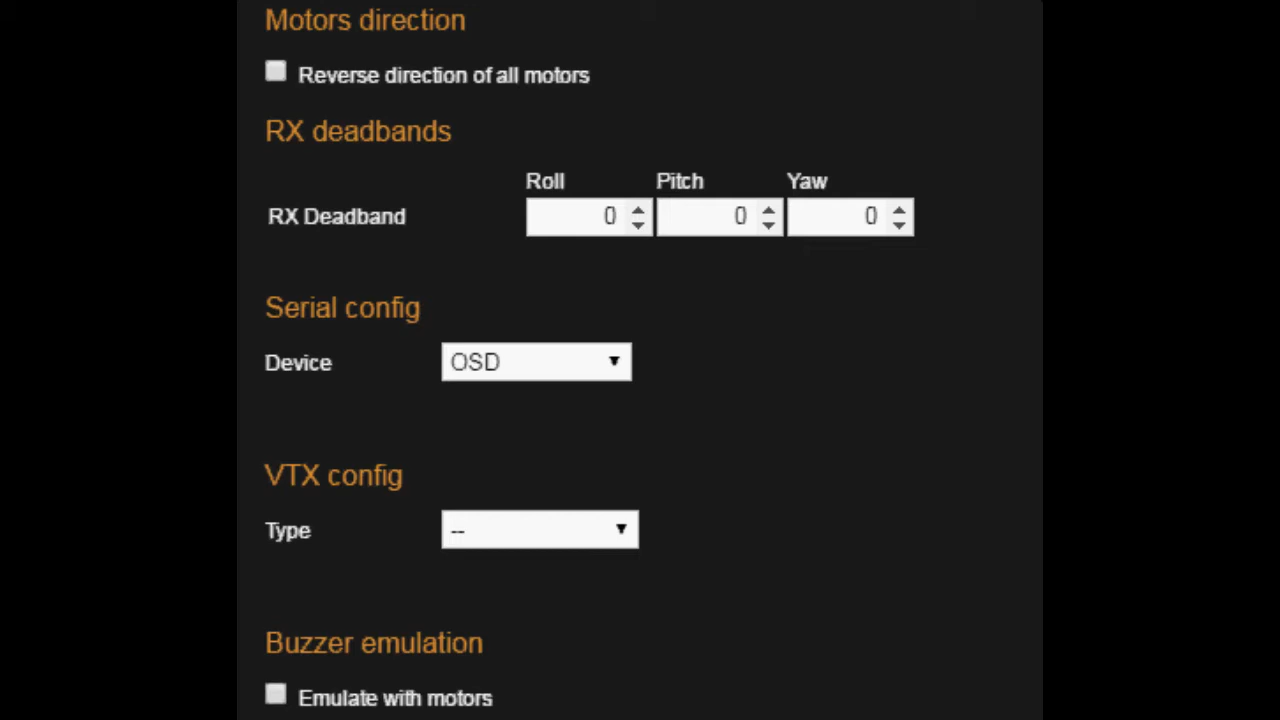 Motors direction
Reverse direction of all motors
RX deadbands
Roll Pitch Yaw
RX Deadband 0 0 0
Serial config
Device OSD
VTX config
Type --
Buzzer emulation
Emulate with motors